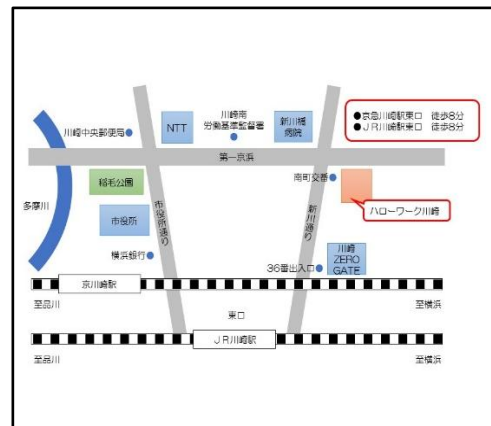 川崎南
労働基準監督署
新川橋
病院
NTT
川崎中央郵便局
●京急川崎駅東口 徒歩8分
●JR川崎駅東口 徒歩8分
第一京浜
稲毛公園
南町交番
多摩川
市役所
市役所通り
新川通り
ハローワーク川崎
横浜銀行
川崎
ZERO
GATE
36番出入口
京川崎駅
至品川
至横浜
東口
JR川崎駅
至品川
至横浜